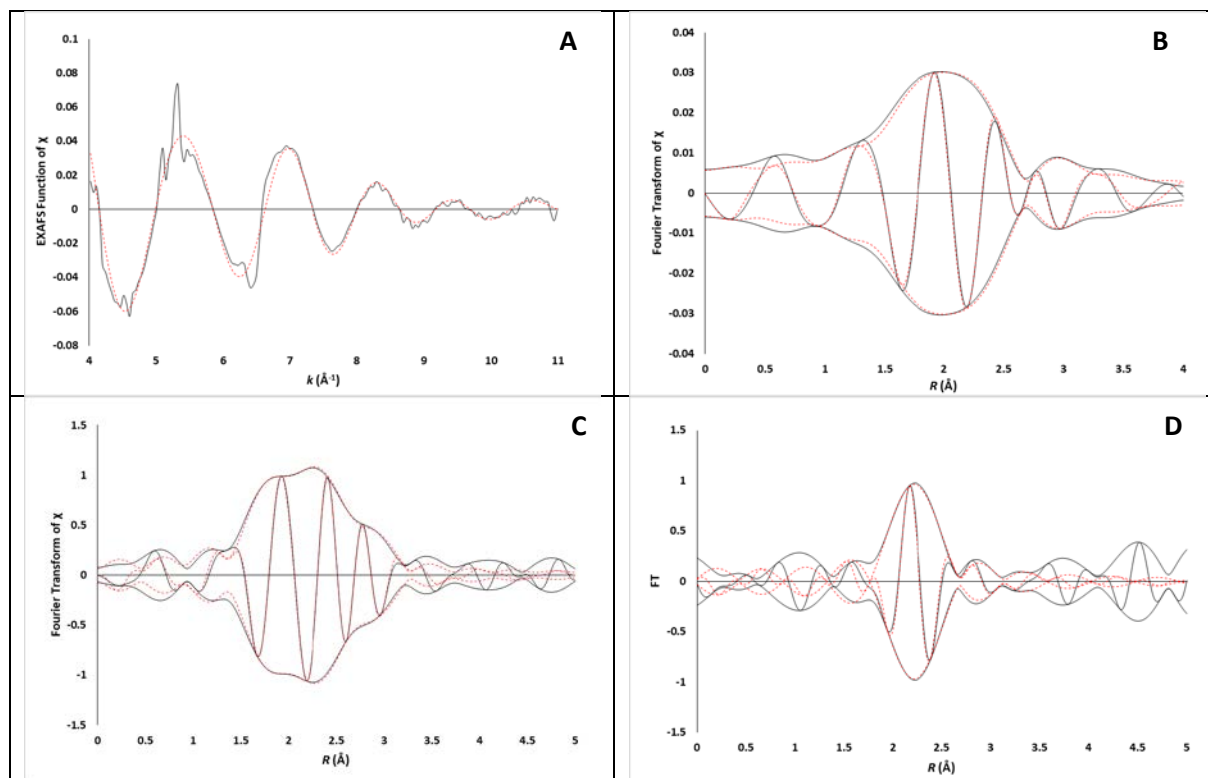 A
EXAFS Function of χ
0.1
0.08
0.06
0.04
0.02
0
-0.02
-0.04
-0.06
-0.08
4 5 6 7 8 9 10 11
k (Å-1)
B
Fourier Transform of χ
0.04
0.03
0.02
0.01
0
-0.01
-0.02
-0.03
-0.04
0 0.5 1 1.5 2 2.5 3 3.5 4
R (Å)
C
Fourier Transform of χ
1.5
1
0.5
0
-0.5
-1
-1.5
0 0.5 1 1.5 2 2.5 3 3.5 4 4.5 5
R (Å)
D
FT
1.5
1
0.5
0
-0.5
-1
-1.5
0 0.5 1 1.5 2 2.5 3 3.5 4 4.5 5
R (Å)